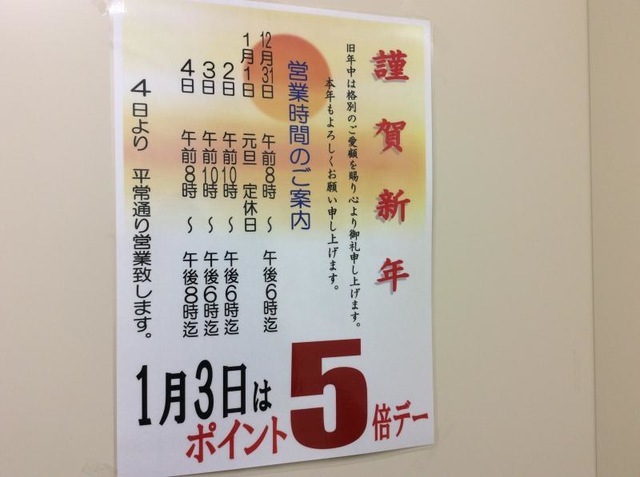 謹賀新年
旧年中は格別のご愛顧を賜り心より御礼申し上げます。
本年もよろしくお願い申し上げます。
営業時間のご案内
12月31日 午前8時 ～ 午後6時迄
1月1日 元旦 定休日
2日 午前10時 ～ 午後6時迄
3日 午前10時 ～ 午後6時迄
4日 午前8時 ～ 午後8時迄
4日より 平常通り営業致します。
1月3日は
ポイント5倍デー